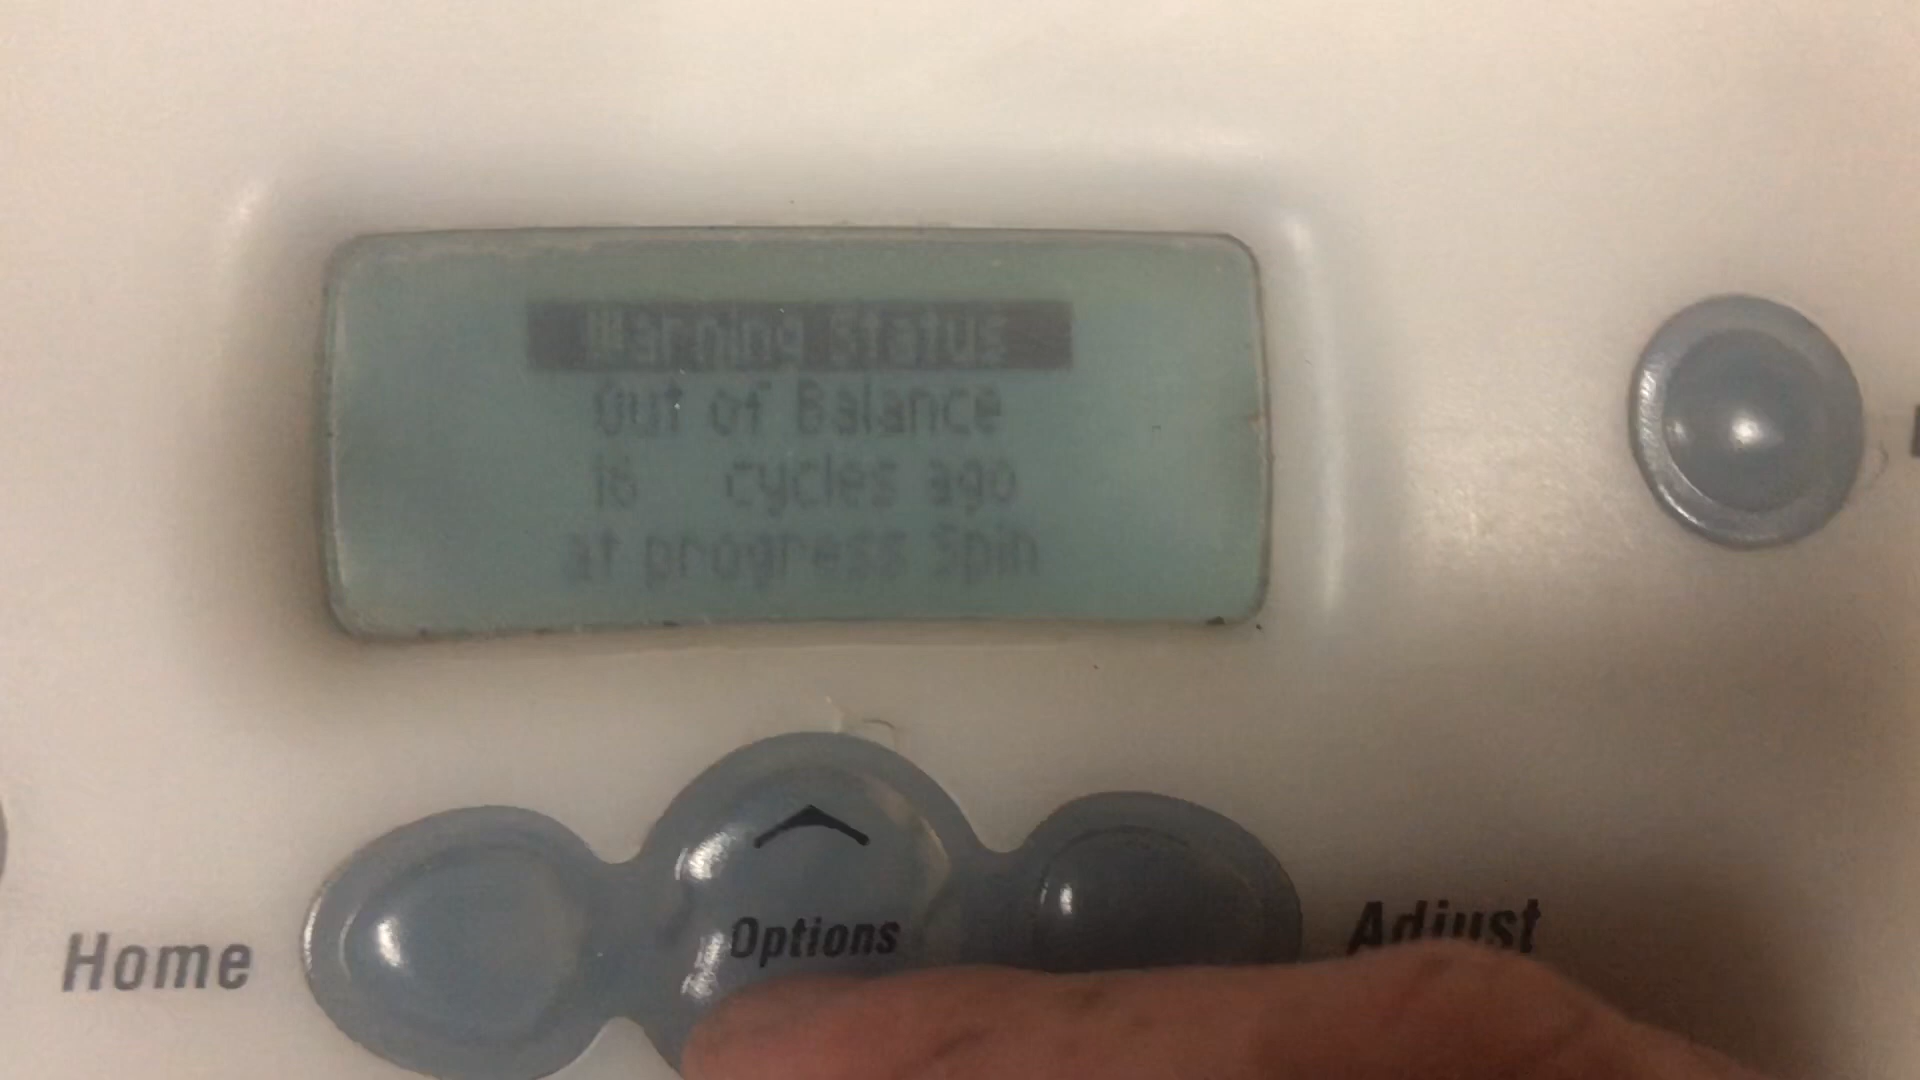 Warning Status
Out of Balance
16 cycles ago
at progress Spin
Options
Home
Adjust